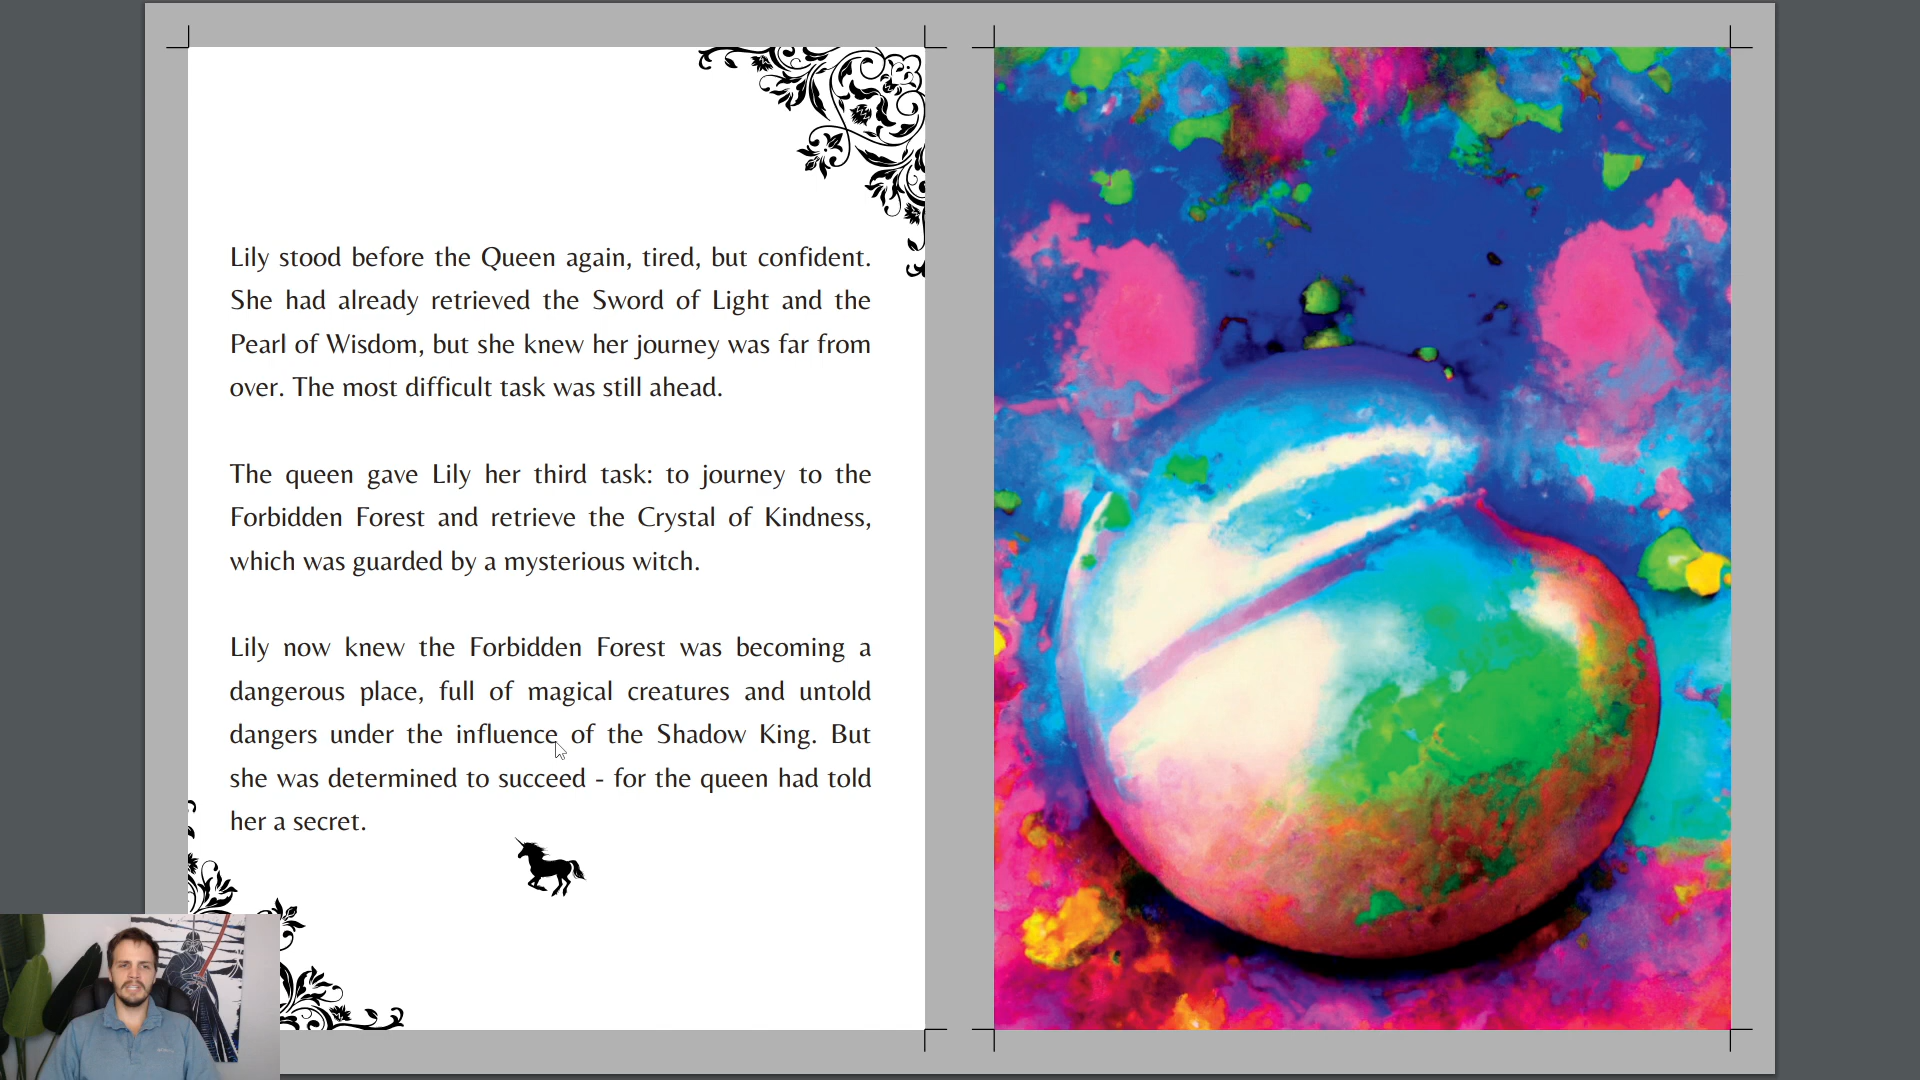 Lily stood before the Queen again, tired, but confident.
She had already retrieved the Sword of Light and the
Pearl of Wisdom, but she knew her journey was far from
over. The most difficult task was still ahead.
The queen gave Lily her third task: to journey to the
Forbidden Forest and retrieve the Crystal of Kindness,
which was guarded by a mysterious witch.
Lily now knew the Forbidden Forest was becoming a
dangerous place, full of magical creatures and untold
dangers under the influence of the Shadow King. But
she was determined to succeed - for the queen had told
her a secret.